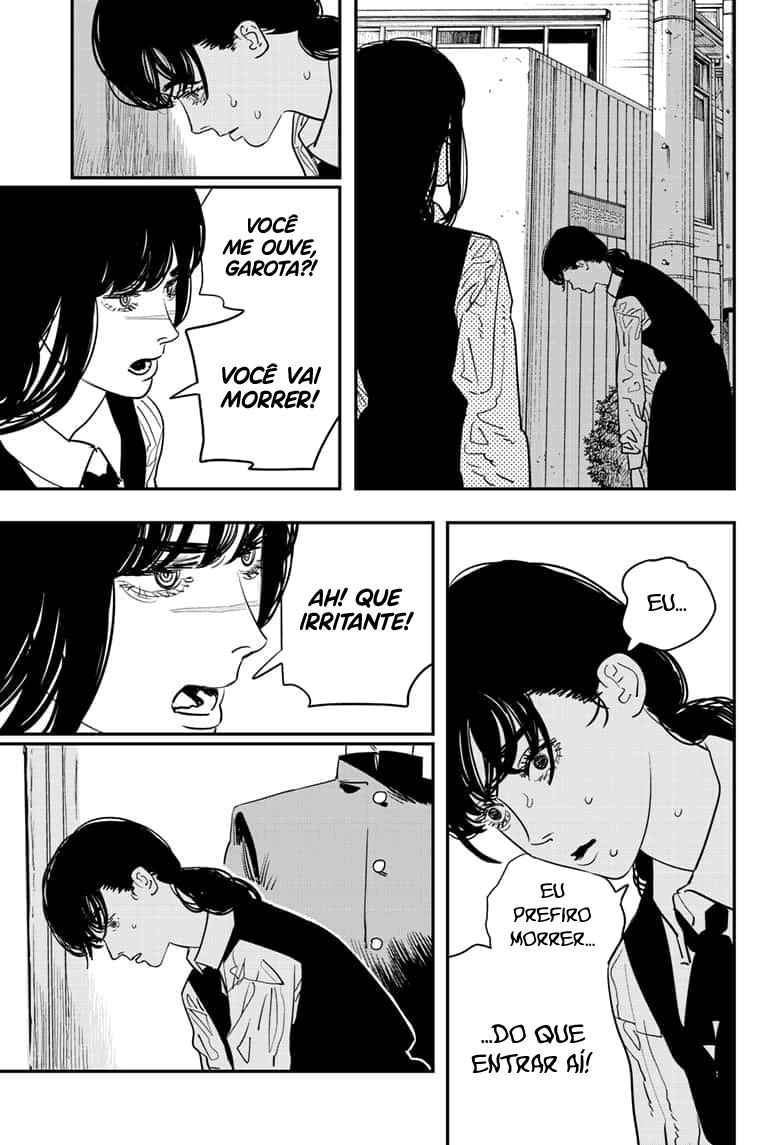 VOCÊ
ME OUVE,
GAROTA?!
VOCÊ VAI
MORRER!
EU...
EU
PREFIRO
MORRER...
...DO QUE
ENTRAR AÍ!
AH! QUE
IRRITANTE!